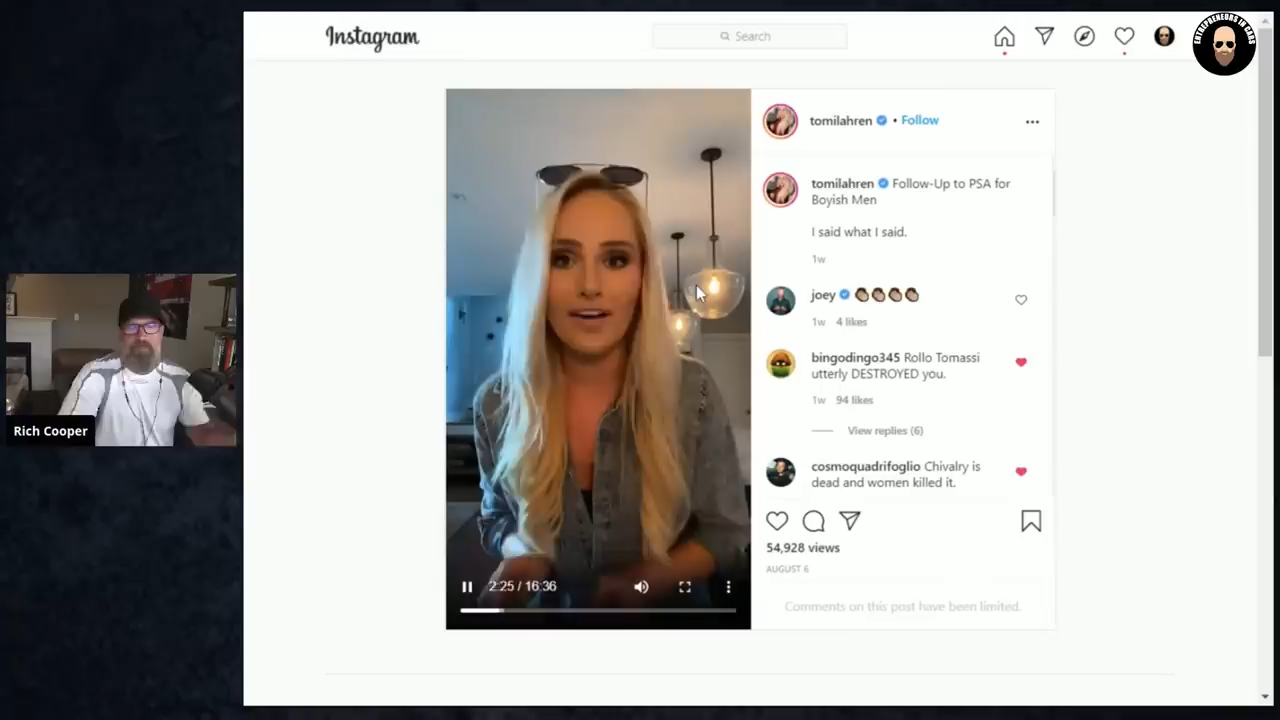 Instagram
Search
ENTREPRENEURS IN CARS
tomilahren • Follow
tomilahren Follow-Up to PSA for
Boyish Men
I said what I said.
1w
joey
1w 4 likes
bingodingo345 Rollo Tomassi
utterly DESTROYED you.
1w 94 likes
View replies (6)
cosmoquadrifoglio Chivalry is
dead and women killed it.
Rich Cooper
2:25 / 16:36
54,928 views
AUGUST 6
Comments on this post have been limited.